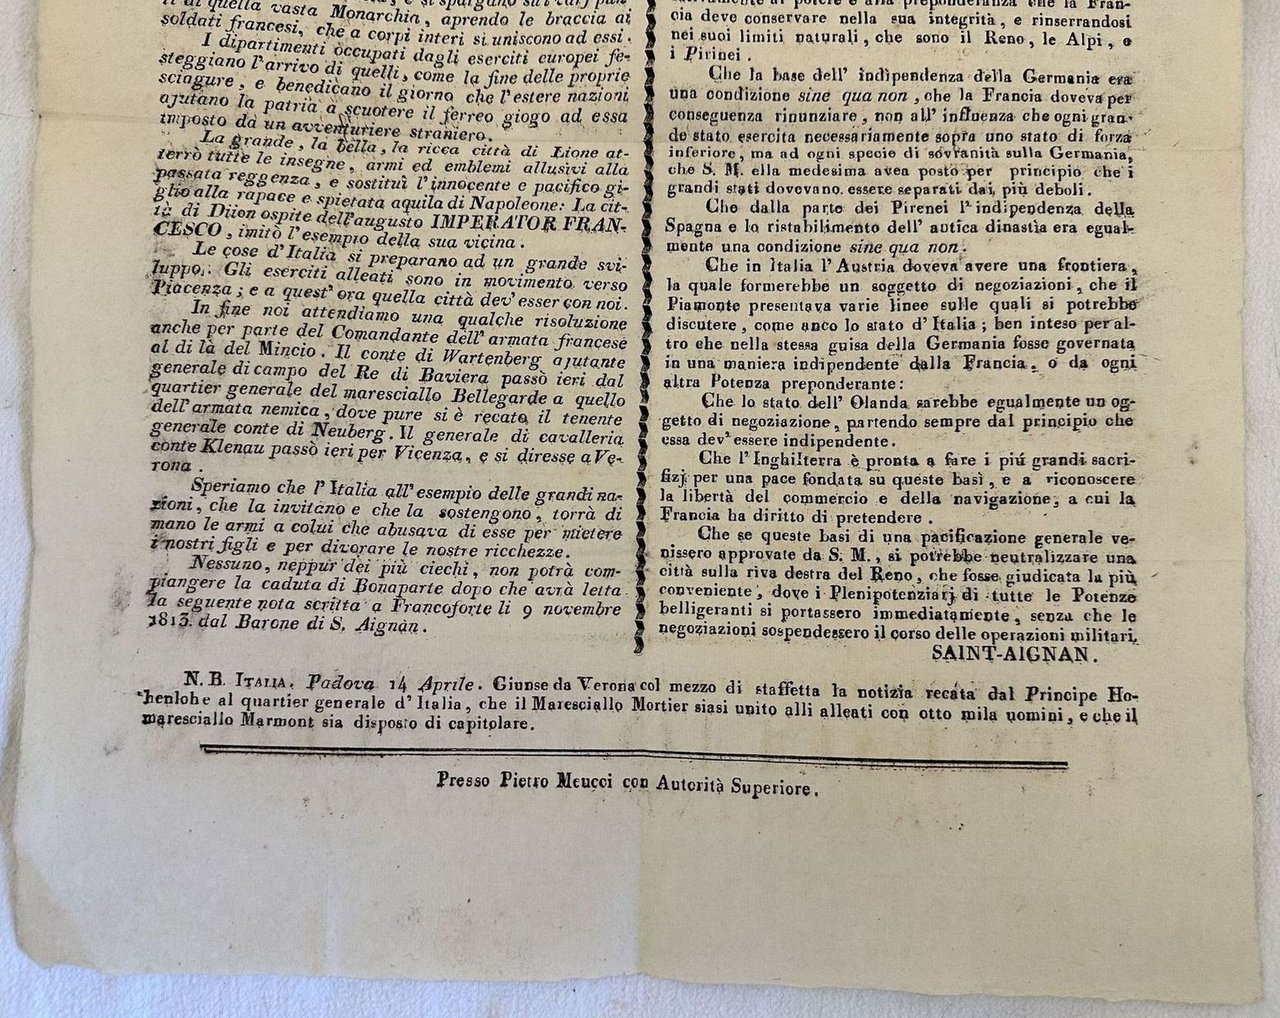 ti di quella vasta Monarchia, aprendo le braccia ai
soldati francesi, che a corpi interi si uniscono ad essi.
I dipartimenti occupati dagli eserciti europei fe-
steggiano l'arrivo di quelli, come la fine delle proprie
sciagure, e benedicano il giorno che l'estere nazioni
ajutano la patria a scuotere il ferreo giogo ad essa
imposto da un avventuriere straniero.
La grande, la bella, la ricca città di Lione at-
terrò tutte le insegne, armi ed emblemi allusivi alla
passata reggenza, e sostituì l'innocente e pacifico gi-
glio alla rapace e spietata aquila di Napoleone: La cit-
tà di Dijon ospite dell'augusto IMPERATOR FRAN-
CESCO, imitò l'esempio della sua vicina.
Le cose d'Italia si preparano ad un grande svi-
luppo. Gli eserciti alleati sono in movimento verso
Piacenza; e a quest' ora quella città dev' esser con noi.
In fine noi attendiamo una qualche risoluzione
anche per parte del Comandante dell'armata francese
al di là del Mincio. Il conte di Wartenberg ajutante
generale di campo del Re di Baviera passò ieri dal
quartier generale del maresciallo Bellegarde a quello
dell'armata nemica, dove pure si è recato il tenente
generale conte di Neuberg. Il generale di cavalleria
conte Klenau passò ieri per Vicenza, e si diresse a Ve-
rona.
Speriamo che l'Italia all'esempio delle grandi na-
zioni, che la invitano e che la sostengono, torrà di
mano le armi a colui che abusava di esse per mietere
i nostri figli e per divorare le nostre ricchezze.
Nessuno, neppur dei più ciechi, non potrà com-
piangere la caduta di Bonaparte dopo che avrà letta
la seguente nota scritta a Francoforte li 9 novembre
1813. dal Barone di S. Aignan.
cia deve conservare nella sua integrità, e rinserrandosi
nei suoi limiti naturali, che sono il Reno, le Alpi, e
i Pirinei.
Che la base dell' indipendenza della Germania era
una condizione sine qua non, che la Francia doveva per
conseguenza rinunziare, non all' influenza che ogni gran-
de stato esercita necessariamente sopra uno stato di forza
inferiore, ma ad ogni specie di sovranità sulla Germania,
che S. M. ella medesima avea posto per principio che i
grandi stati dovevano essere separati dai più deboli.
Che dalla parte dei Pirenei l'indipendenza della
Spagna e lo ristabilimento dell' antica dinastia era egual-
mente una condizione sine qua non.
Che in Italia l'Austria doveva avere una frontiera,
la quale formerebbe un soggetto di negoziazioni, che il
Piamonte presentava varie linee sulle quali si potrebbe
discutere, come anco lo stato d'Italia; ben inteso per al-
tro che nella stessa guisa della Germania fosse governata
in una maniera indipendente dalla Francia, o da ogni
altra Potenza preponderante:
Che lo stato dell' Olanda sarebbe egualmente un og-
getto di negoziazione, partendo sempre dal principio che
essa dev' essere indipendente.
Che l'Inghilterra è pronta a fare i più grandi sacri-
fizj per una pace fondata su queste basi, e a riconoscere
la libertà del commercio e della navigazione, a cui la
Francia ha diritto di pretendere.
Che se queste basi di una pacificazione generale ve-
nissero approvate da S. M., si potrebbe neutralizzare una
città sulla riva destra del Reno, che fosse giudicata la più
conveniente, dove i Plenipotenziarj di tutte le Potenze
belligeranti si portassero immediatamente, senza che le
negoziazioni sospendessero il corso delle operazioni militari.
SAINT-AIGNAN.
N. B. ITALIA. Padova 14 Aprile. Giunse da Verona col mezzo di staffetta la notizia recata dal Principe Ho-
henlohe al quartier generale d'Italia, che il Maresciallo Mortier siasi unito alli alleati con otto mila uomini, e che il
maresciallo Marmont sia disposto di capitolare.
Presso Pietro Meucci con Autorità Superiore.